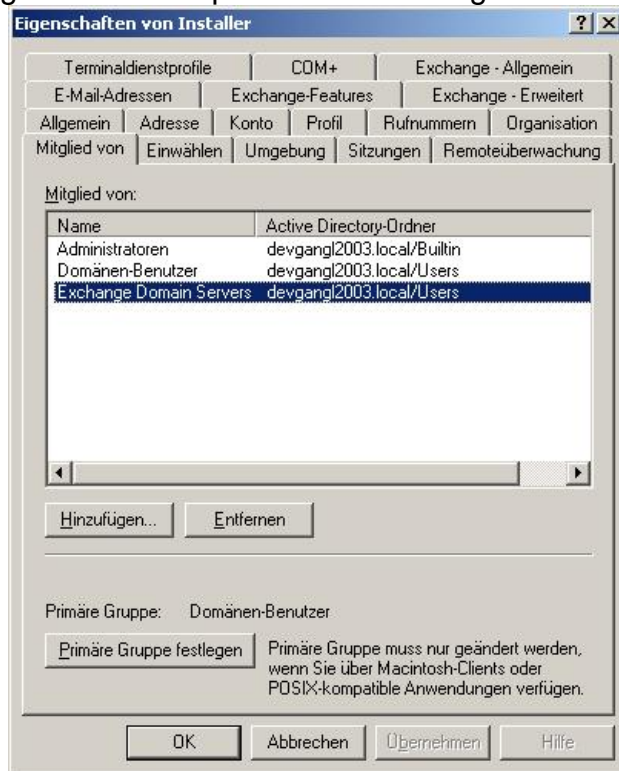 Eigenschaften von Installer
Terminaldienstprofile COM+ Exchange - Allgemein
E-Mail-Adressen Exchange-Features Exchange - Erweitert
Allgemein Adresse Konto Profil Rufnummern Organisation
Mitglied von Einwählen Umgebung Sitzungen Remoteüberwachung
Mitglied von:
Name Active Directory-Ordner
Administratoren devgangl2003.local/Builtin
Domänen-Benutzer devgangl2003.local/Users
Exchange Domain Servers devgangl2003.local/Users
Hinzufügen... Entfernen
Primäre Gruppe: Domänen-Benutzer
Primäre Gruppe festlegen Primäre Gruppe muss nur geändert werden,
wenn Sie über Macintosh-Clients oder
POSIX-kompatible Anwendungen verfügen.
OK Abbrechen Übernehmen Hilfe